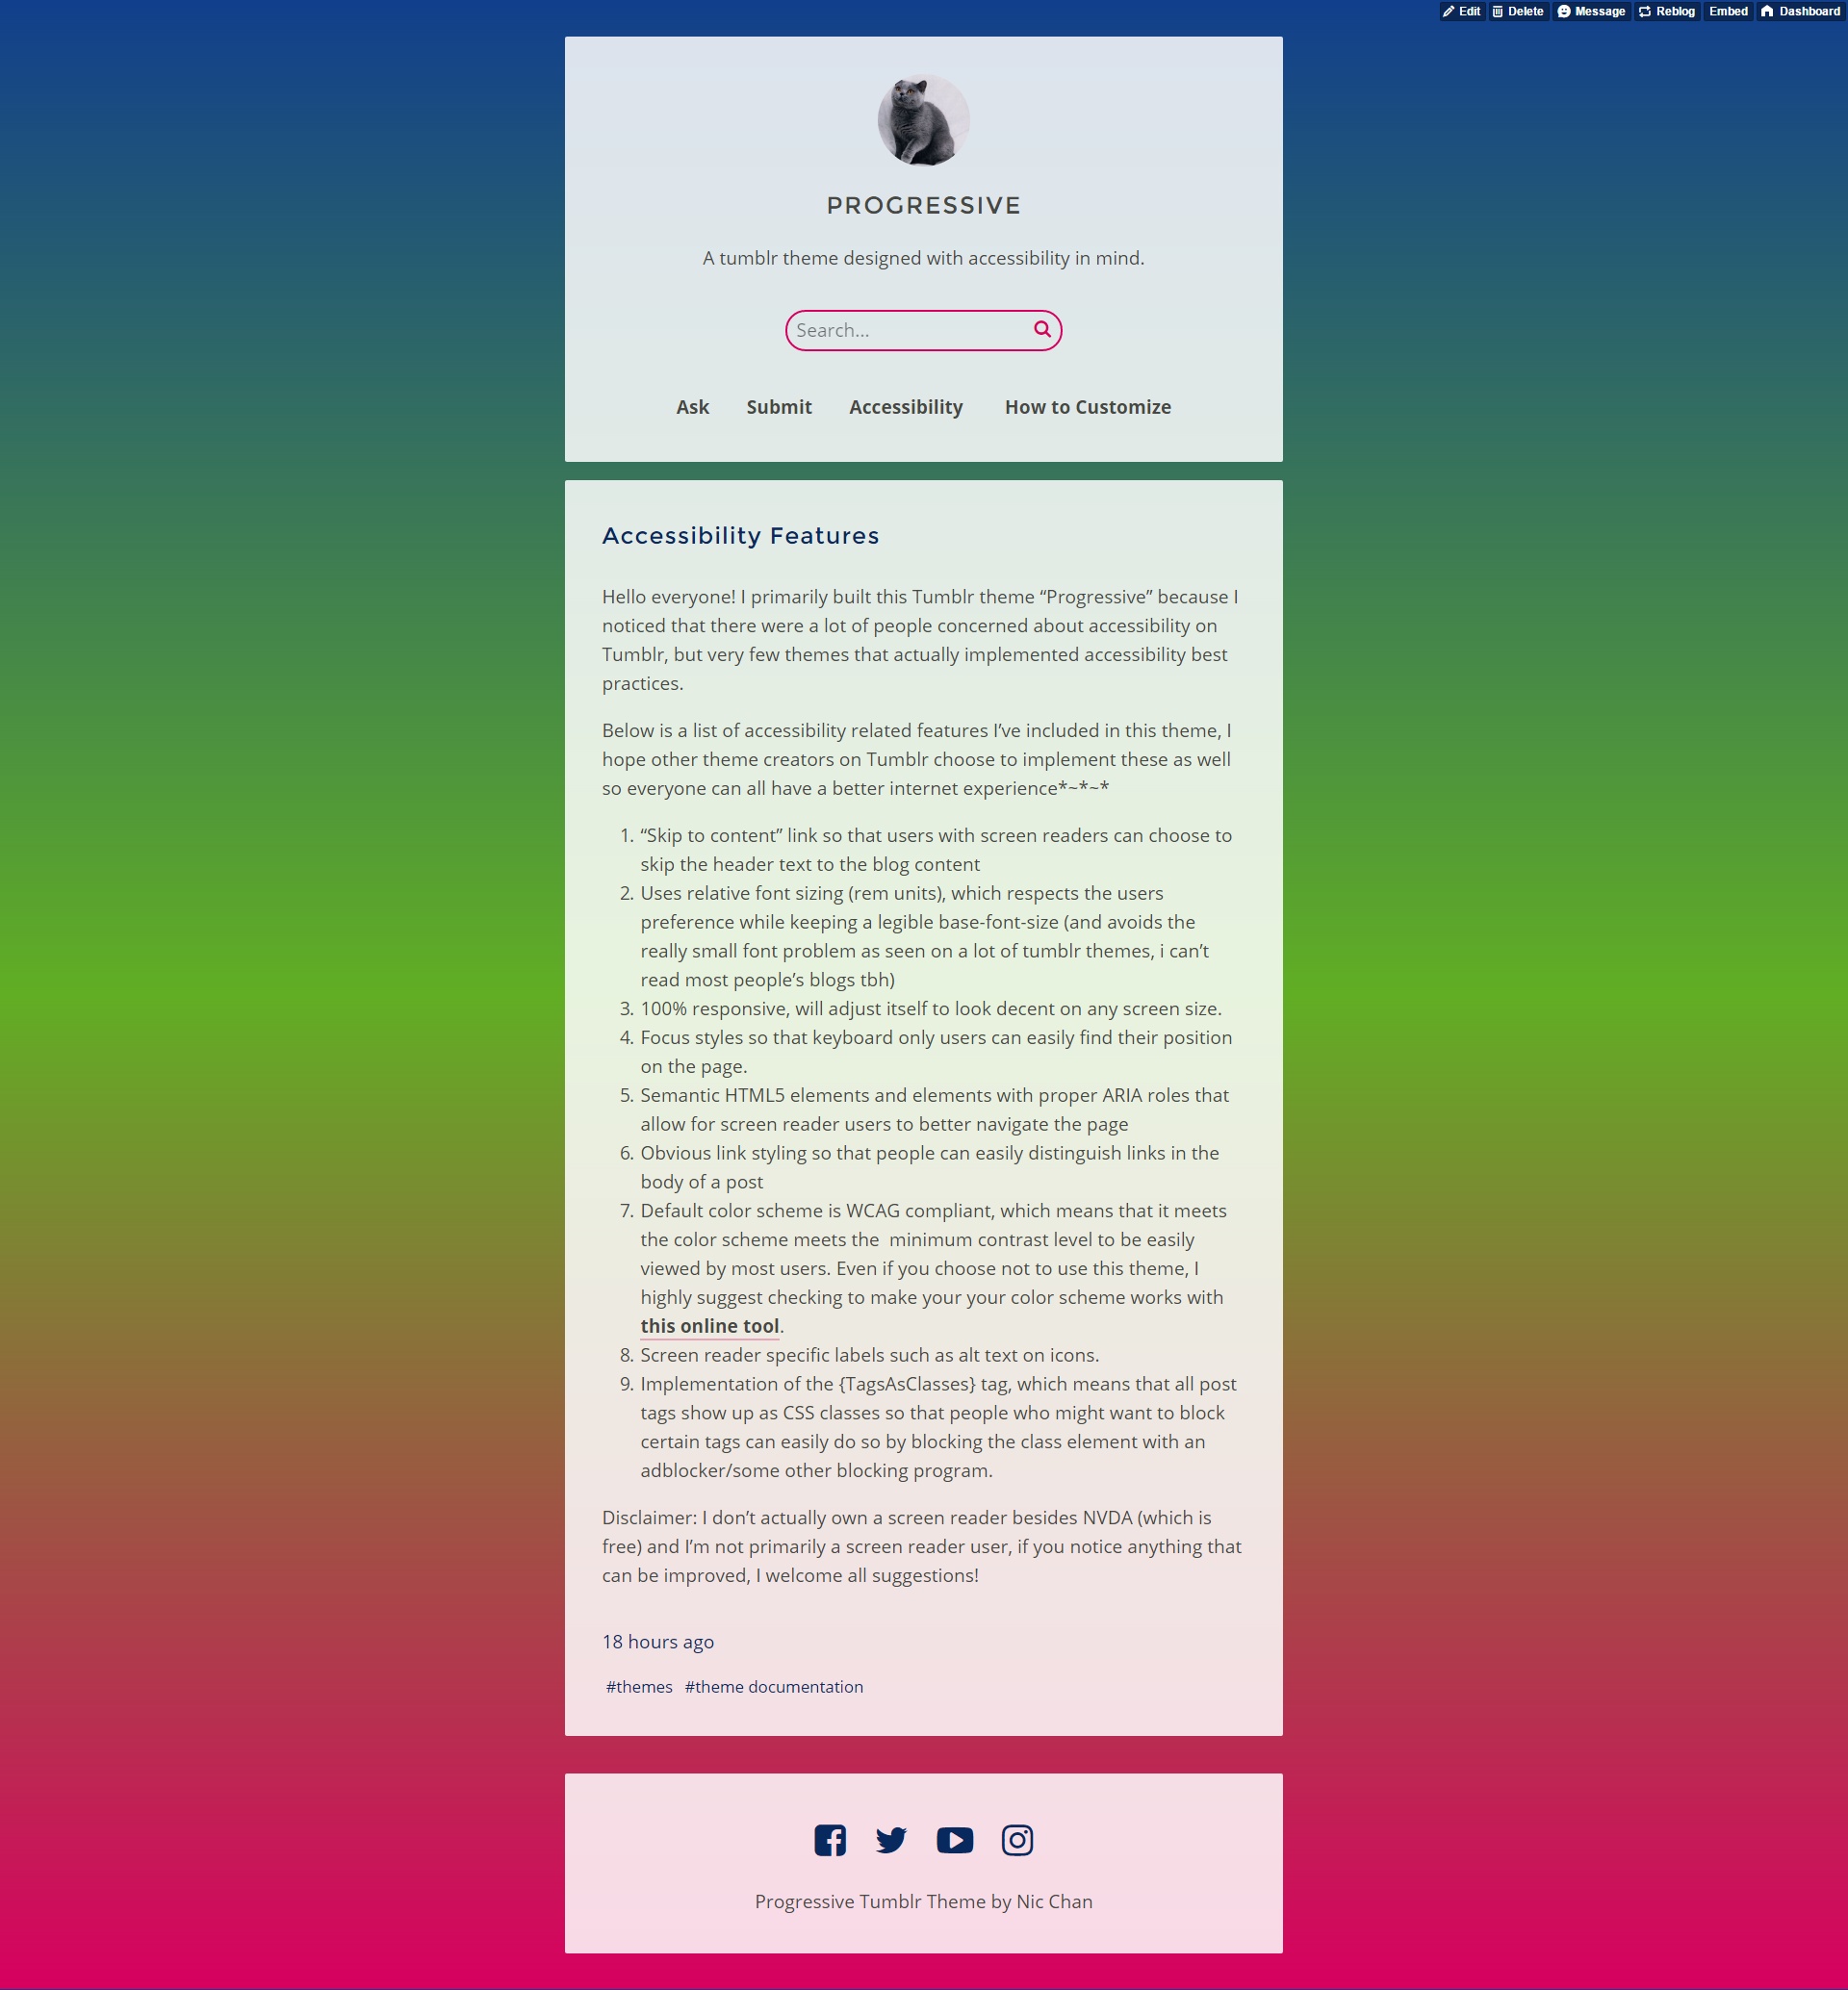 Edit Delete Message Reblog Embed Dashboard
PROGRESSIVE
A tumblr theme designed with accessibility in mind.
Search...
Ask Submit Accessibility How to Customize
Accessibility Features
Hello everyone! I primarily built this Tumblr theme “Progressive” because I
noticed that there were a lot of people concerned about accessibility on
Tumblr, but very few themes that actually implemented accessibility best
practices.
Below is a list of accessibility related features I’ve included in this theme, I
hope other theme creators on Tumblr choose to implement these as well
so everyone can all have a better internet experience*~*~*
1. “Skip to content” link so that users with screen readers can choose to
skip the header text to the blog content
2. Uses relative font sizing (rem units), which respects the users
preference while keeping a legible base-font-size (and avoids the
really small font problem as seen on a lot of tumblr themes, i can’t
read most people’s blogs tbh)
3. 100% responsive, will adjust itself to look decent on any screen size.
4. Focus styles so that keyboard only users can easily find their position
on the page.
5. Semantic HTML5 elements and elements with proper ARIA roles that
allow for screen reader users to better navigate the page
6. Obvious link styling so that people can easily distinguish links in the
body of a post
7. Default color scheme is WCAG compliant, which means that it meets
the color scheme meets the  minimum contrast level to be easily
viewed by most users. Even if you choose not to use this theme, I
highly suggest checking to make your your color scheme works with
this online tool.
8. Screen reader specific labels such as alt text on icons.
9. Implementation of the {TagsAsClasses} tag, which means that all post
tags show up as CSS classes so that people who might want to block
certain tags can easily do so by blocking the class element with an
adblocker/some other blocking program.
Disclaimer: I don’t actually own a screen reader besides NVDA (which is
free) and I’m not primarily a screen reader user, if you notice anything that
can be improved, I welcome all suggestions!
18 hours ago
#themes #theme documentation
Progressive Tumblr Theme by Nic Chan